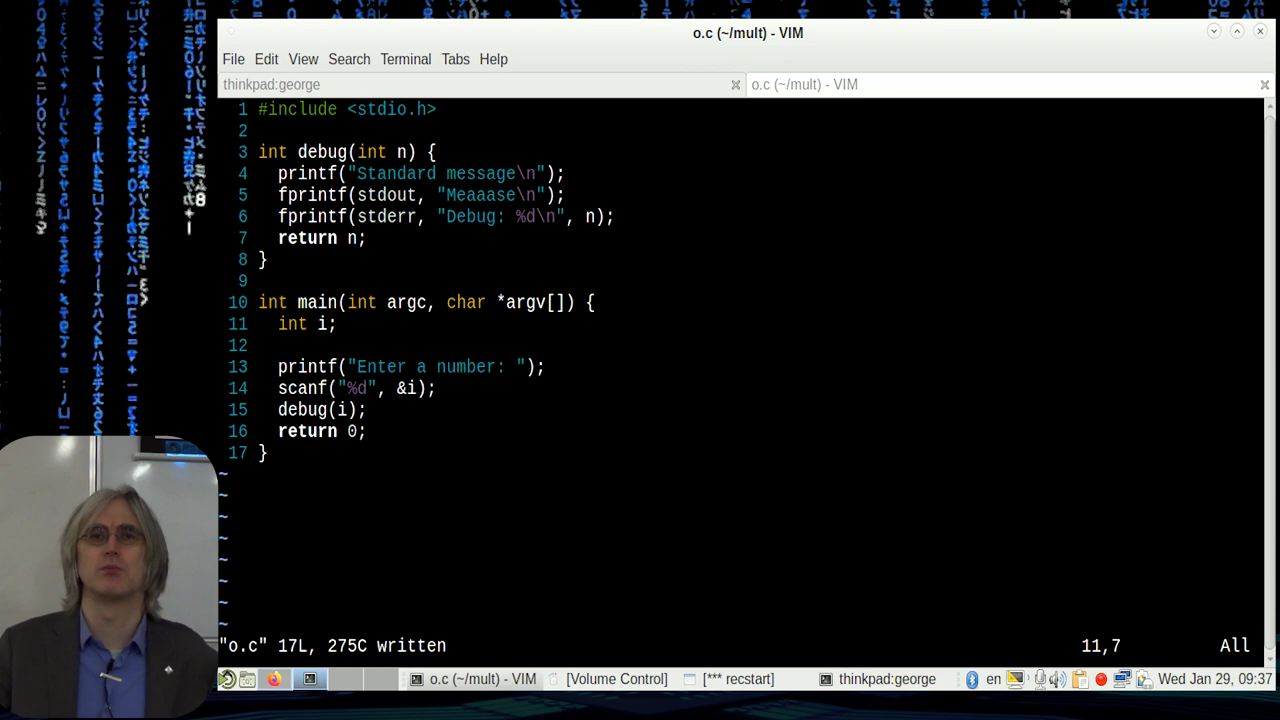 o.c (~/mult) - VIM
File Edit View Search Terminal Tabs Help
thinkpad:george
o.c (~/mult) - VIM
1 #include <stdio.h>
2
3 int debug(int n) {
4   printf("Standard message\n");
5   fprintf(stdout, "Meaaase\n");
6   fprintf(stderr, "Debug: %d\n", n);
7   return n;
8 }
9
10 int main(int argc, char *argv[]) {
11   int i;
12
13   printf("Enter a number: ");
14   scanf("%d", &i);
15   debug(i);
16   return 0;
17 }
~
~
~
~
~
~
~
~
"o.c" 17L, 275C written 11,7 All
o.c (~/mult) - VIM [Volume Control] [*** recstart] thinkpad:george en Wed Jan 29, 09:37